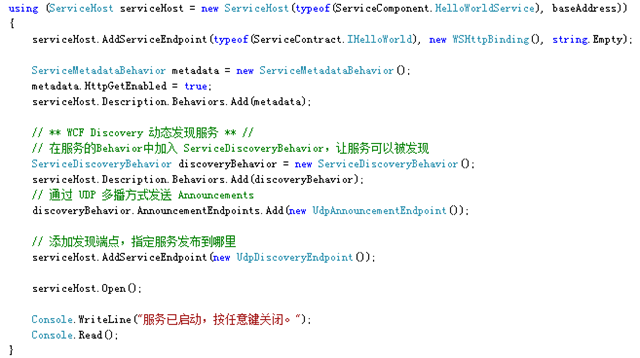 using (ServiceHost serviceHost = new ServiceHost(typeof(ServiceComponent.HelloWorldService), baseAddress))
{
    serviceHost.AddServiceEndpoint(typeof(ServiceContract.IHelloWorld), new WSHttpBinding(), string.Empty);

    ServiceMetadataBehavior metadata = new ServiceMetadataBehavior();
    metadata.HttpGetEnabled = true;
    serviceHost.Description.Behaviors.Add(metadata);

    // ** WCF Discovery 动态发现服务 ** //
    // 在服务的Behavior中加入 ServiceDiscoveryBehavior，让服务可以被发现
    ServiceDiscoveryBehavior discoveryBehavior = new ServiceDiscoveryBehavior();
    serviceHost.Description.Behaviors.Add(discoveryBehavior);
    // 通过 UDP 多播方式发送 Announcements
    discoveryBehavior.AnnouncementEndpoints.Add(new UdpAnnouncementEndpoint());

    // 添加发现端点，指定服务发布到哪里
    serviceHost.AddServiceEndpoint(new UdpDiscoveryEndpoint());

    serviceHost.Open();

    Console.WriteLine("服务已启动，按任意键关闭。");
    Console.Read();
}